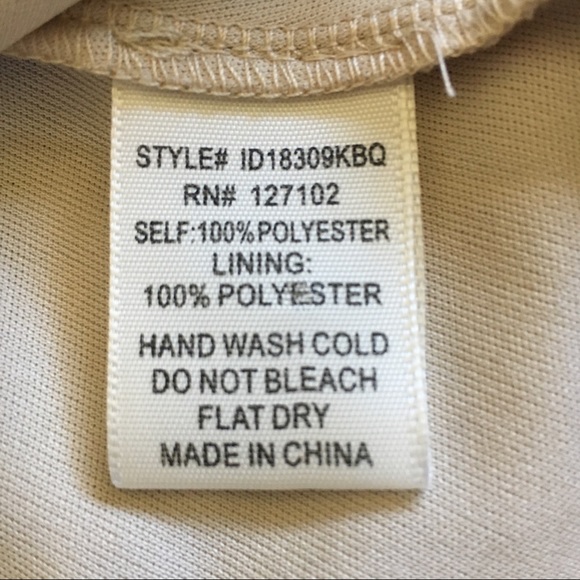 STYLE# ID18309KBQ
RN# 127102
SELF:100%POLYESTER
LINING:
100% POLYESTER
HAND WASH COLD
DO NOT BLEACH
FLAT DRY
MADE IN CHINA